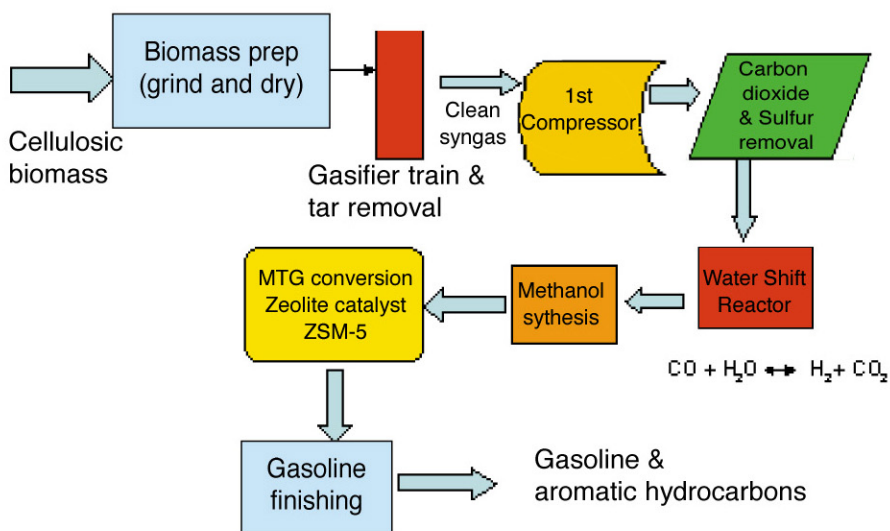 Biomass prep
(grind and dry)
Cellulosic
biomass
Gasifier train &
tar removal
Clean
syngas
1st
Compressor
Carbon
dioxide
& Sulfur
removal
Water Shift
Reactor
CO + H₂O ↔ H₂ + CO₂
Methanol
sythesis
MTG conversion
Zeolite catalyst
ZSM-5
Gasoline
finishing
Gasoline &
aromatic hydrocarbons